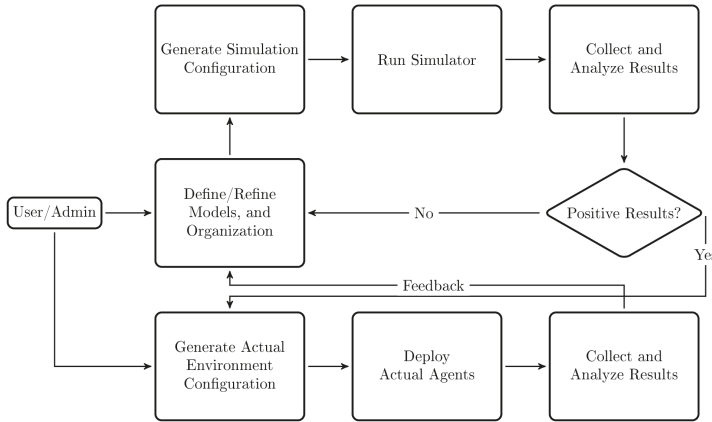 Generate Simulation
Configuration
Run Simulator
Collect and
Analyze Results
User/Admin
Define/Refine
Models, and
Organization
No
Positive Results?
Ye
Feedback
Generate Actual
Environment
Configuration
Deploy
Actual Agents
Collect and
Analyze Results